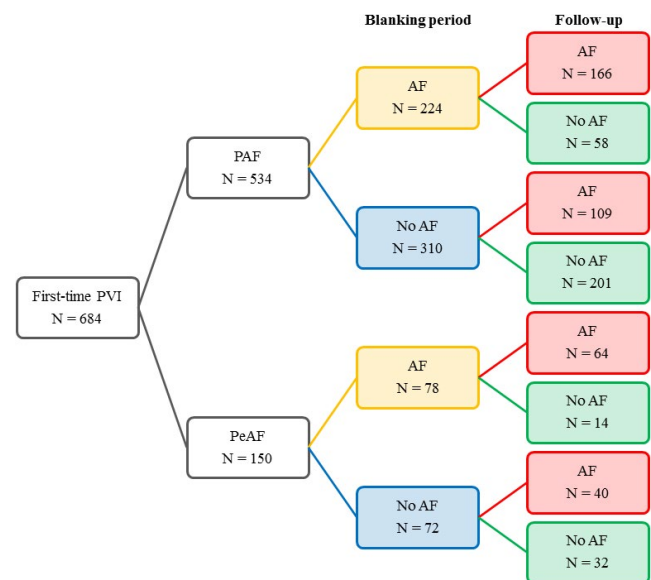 Blanking period
Follow-up
AF
N = 166
AF
N = 224
No AF
N = 58
PAF
N = 534
AF
N = 109
No AF
N = 310
No AF
N = 201
First-time PVI
N = 684
AF
N = 64
AF
N = 78
No AF
N = 14
PeAF
N = 150
AF
N = 40
No AF
N = 72
No AF
N = 32